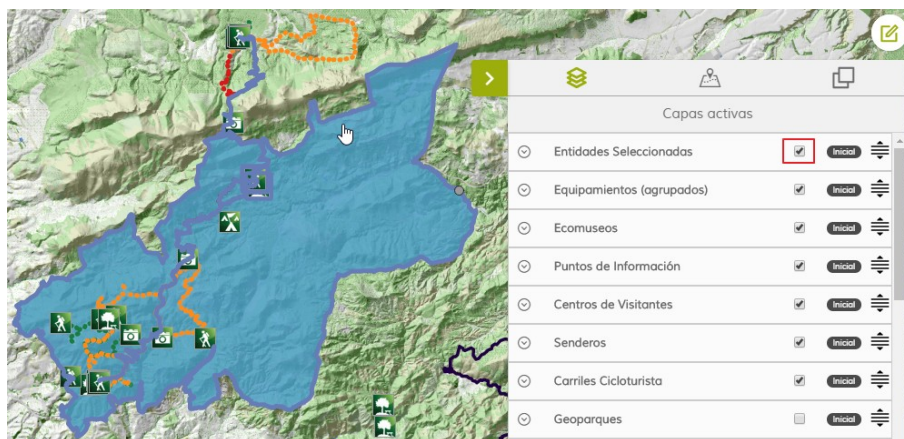 Capas activas
Entidades Seleccionadas Inicial
Equipamientos (agrupados) Inicial
Ecomuseos Inicial
Puntos de Información Inicial
Centros de Visitantes Inicial
Senderos Inicial
Carriles Cicloturista Inicial
Geoparques Inicial